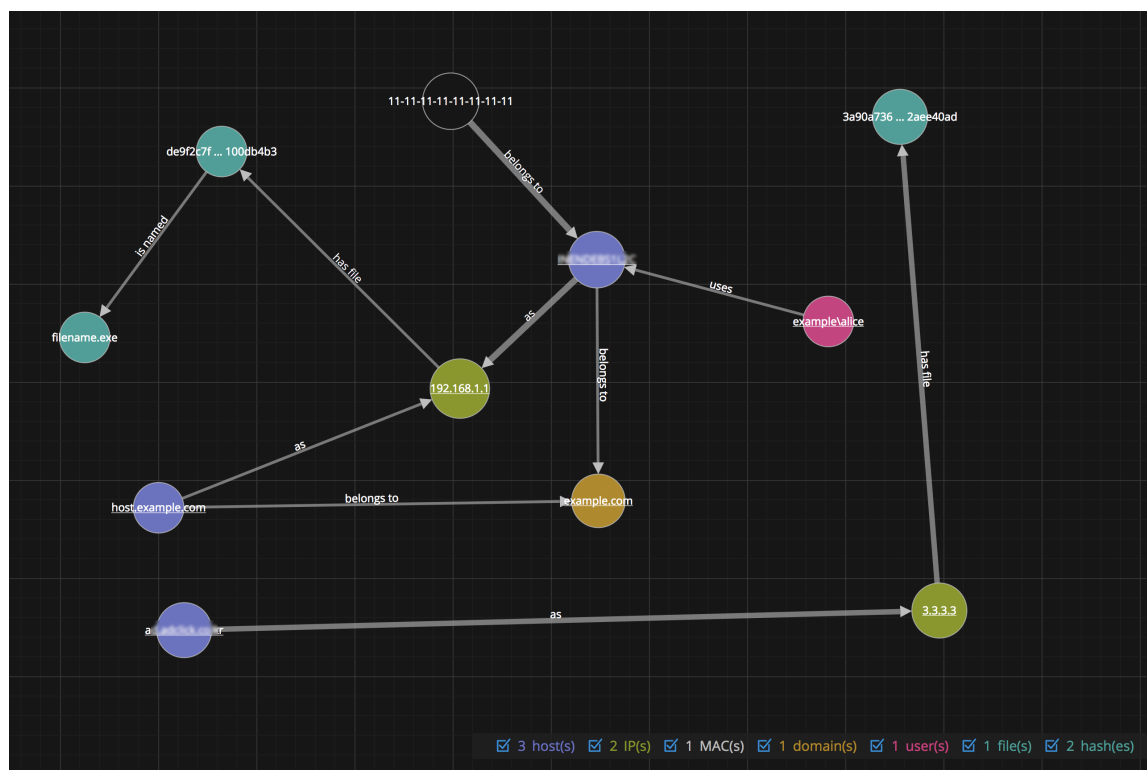 11-11-11-11-11-11-11-11
3a90a736 ... 2aee40ad
de9f2c7f ... 100db4b3
belongs to
is named
has file
uses
as
example\alice
filename.exe
belongs to
has file
192.168.1.1
as
host.example.com
belongs to
example.com
as
3.3.3.3
3 host(s) 2 IP(s) 1 MAC(s) 1 domain(s) 1 user(s) 1 file(s) 2 hash(es)